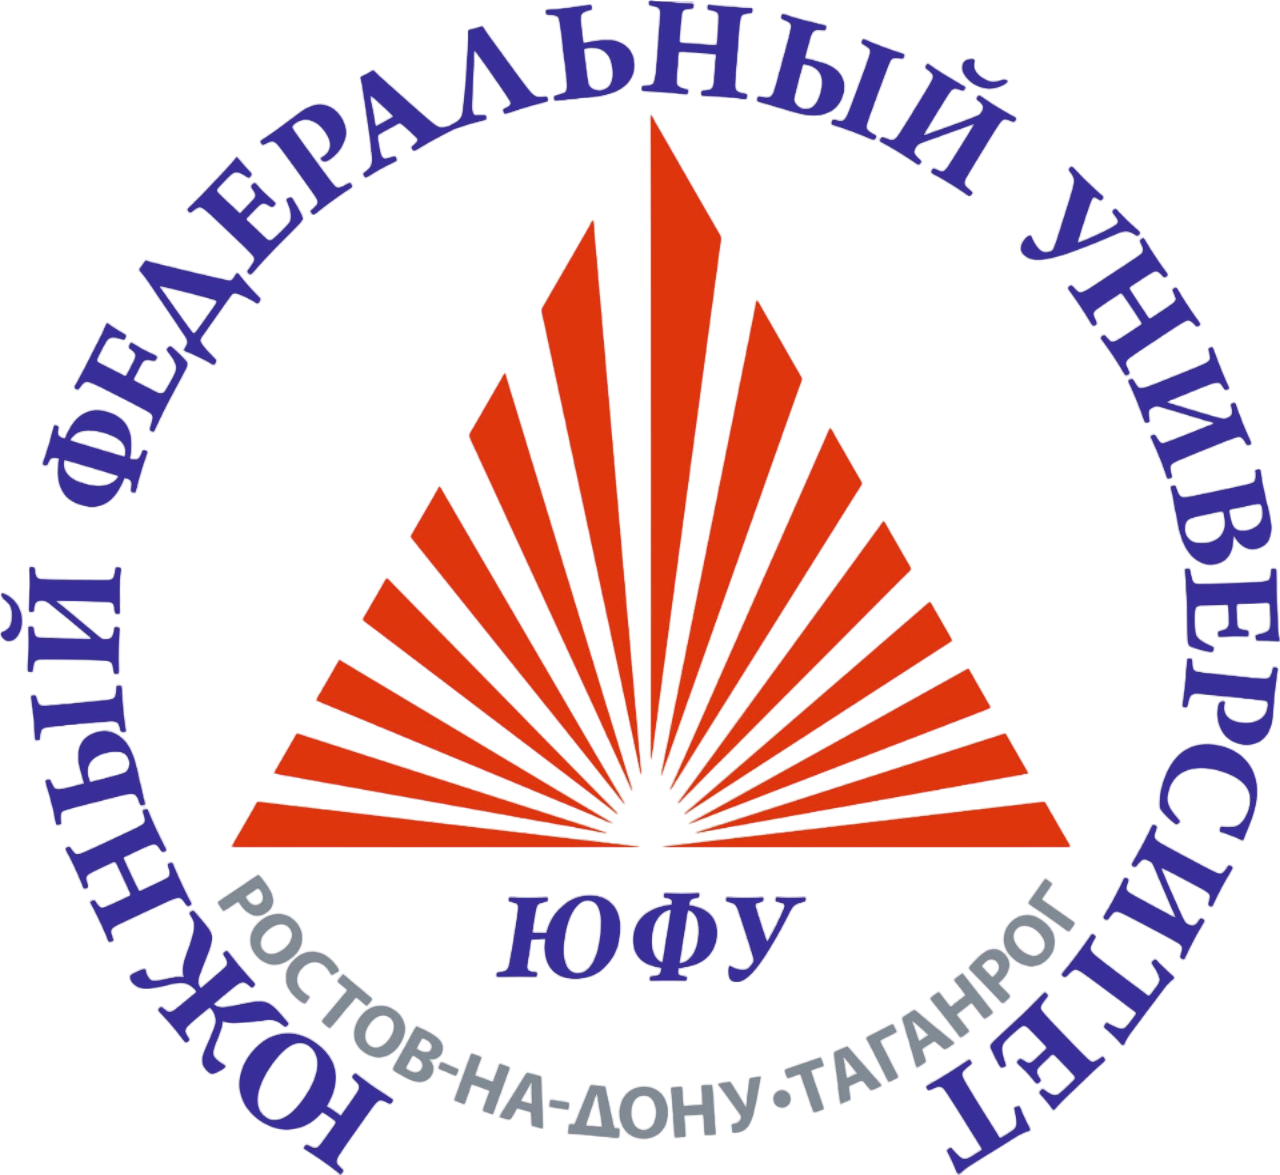 ЮЖНЫЙ ФЕДЕРАЛЬНЫЙ УНИВЕРСИТЕТ
ЮФУ
РОСТОВ-НА-ДОНУ•ТАГАНРОГ